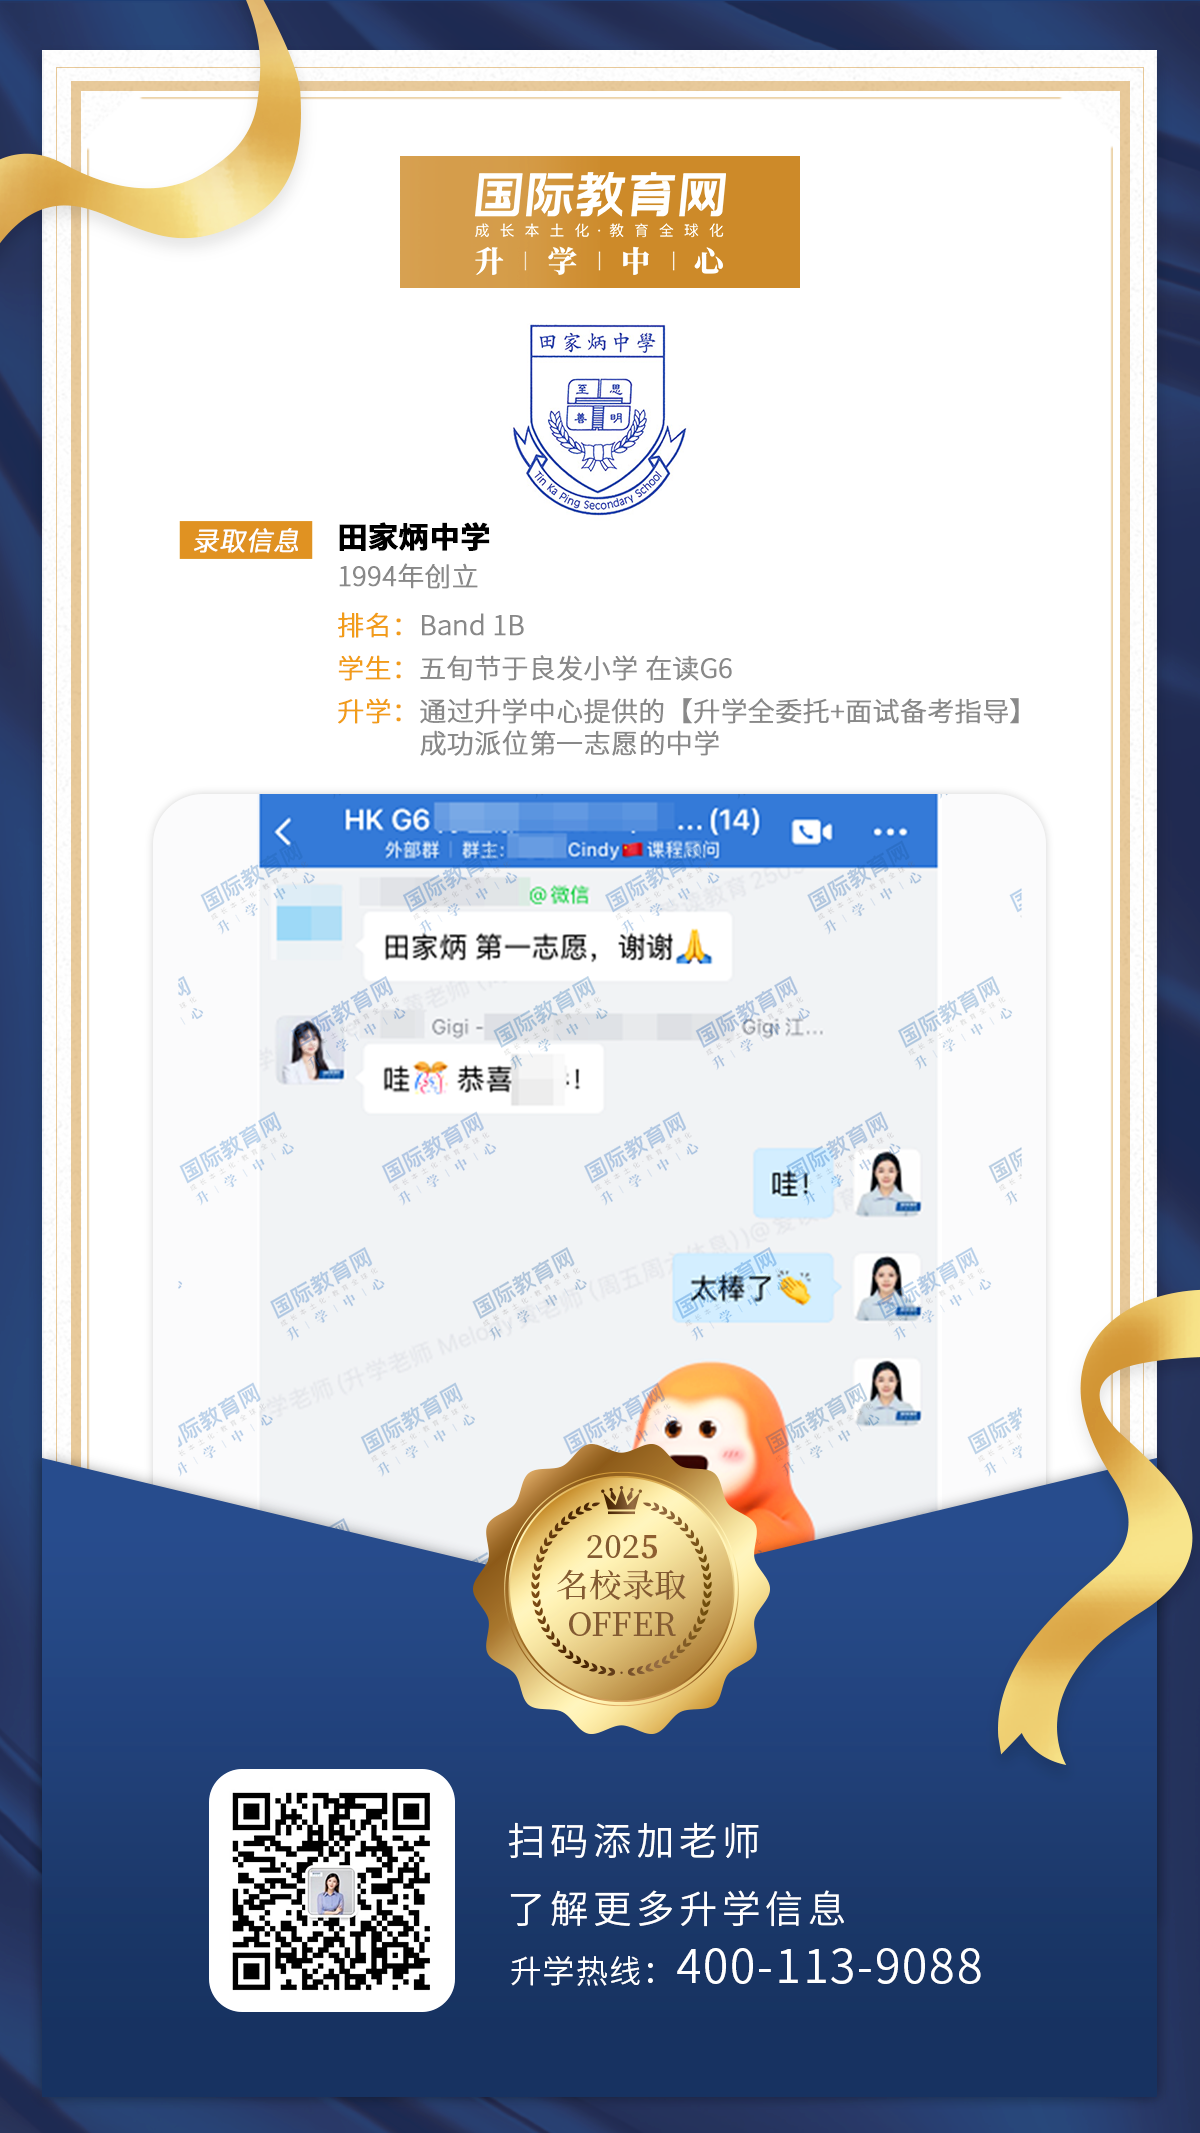 国际教育网
成长本土化·教育全球化
升|学|中|心
田家炳中學
至 思
善 明
Tin Ka Ping Secondary School
录取信息
田家炳中学
1994年创立
排名：Band 1B
学生：五旬节于良发小学 在读G6
升学：通过升学中心提供的【升学全委托+面试备考指导】
成功派位第一志愿的中学
HK G6 ...(14)
外部群 | 群主: Cindy🇨🇳课程顾问
@微信
田家炳 第一志愿，谢谢🙏
Gigi - Gigi 江...
哇🎊 恭喜 !
哇！
太棒了👏
2025
名校录取
OFFER
扫码添加老师
了解更多升学信息
升学热线：400-113-9088